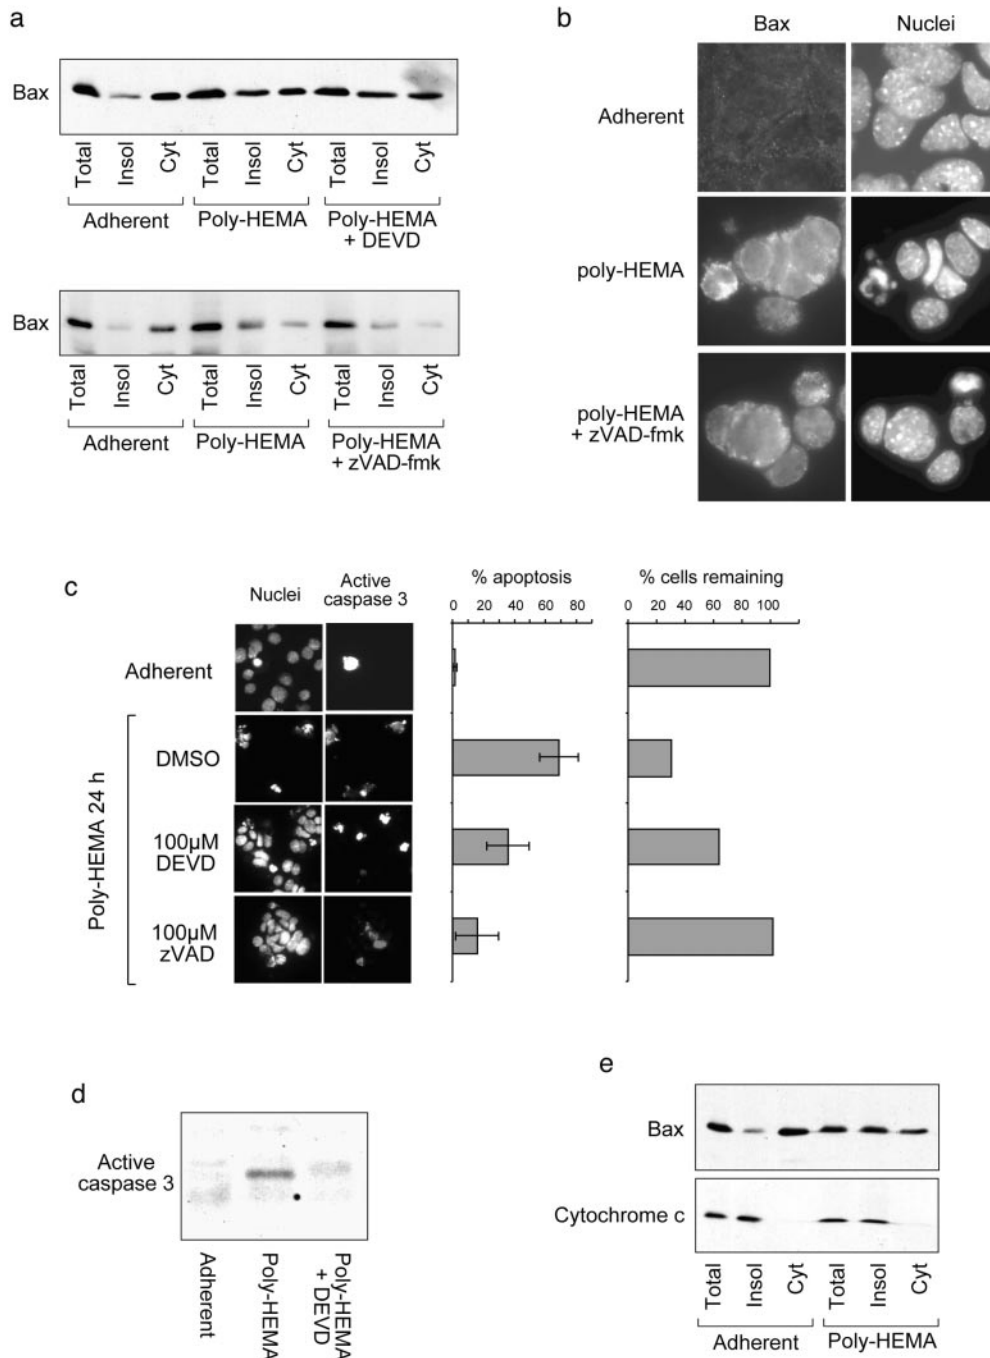 a
Bax
Total Insol Cyt Total Insol Cyt Total Insol Cyt
Adherent Poly-HEMA Poly-HEMA
+ DEVD
Bax
Total Insol Cyt Total Insol Cyt Total Insol Cyt
Adherent Poly-HEMA Poly-HEMA
+ zVAD-fmk
b
Bax Nuclei
Adherent
poly-HEMA
poly-HEMA
+ zVAD-fmk
c
Nuclei Active
caspase 3
% apoptosis % cells remaining
0 20 40 60 80 0 20 40 60 80 100
Adherent
Poly-HEMA 24 h
DMSO
100µM
DEVD
100µM
zVAD
d
Active
caspase 3
Adherent
Poly-HEMA
Poly-HEMA
+ DEVD
e
Bax
Cytochrome c
Total Insol Cyt Total Insol Cyt
Adherent Poly-HEMA